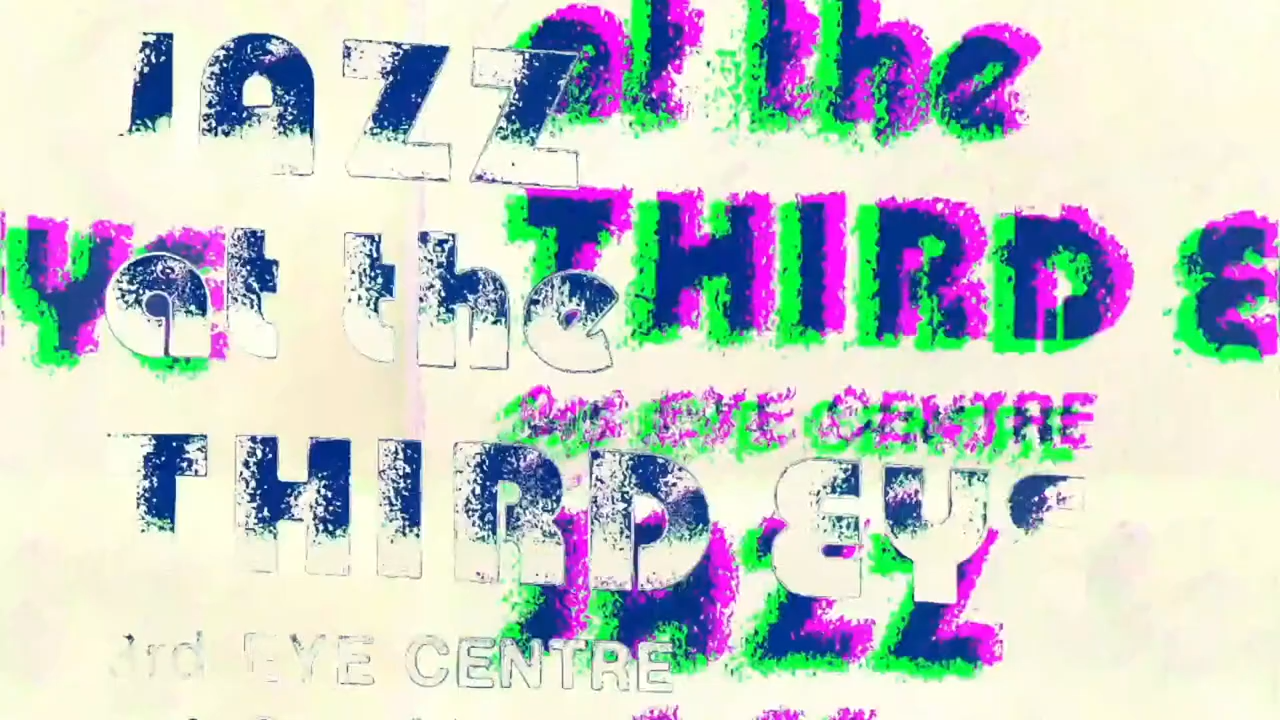 at the
JAZZ
THIRD E
Y
at the
3rd EYE CENTRE
THIRD EYE
JAZZ
3rd EYE CENTRE